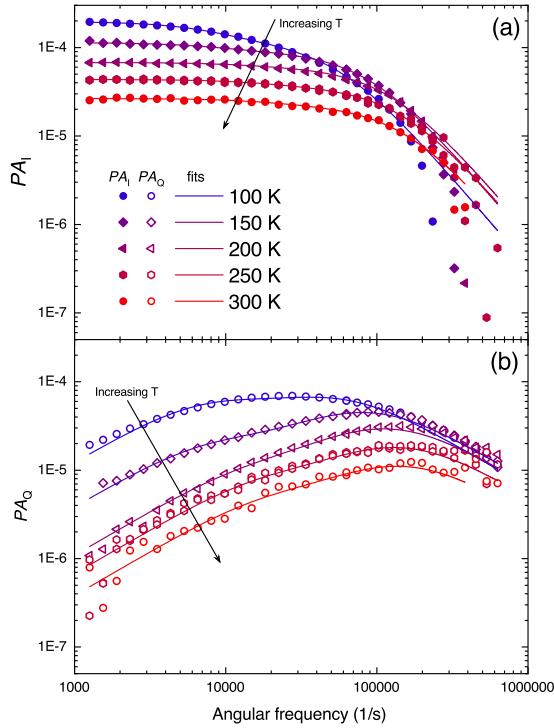 (a)
Increasing T
1E-4
1E-5
1E-6
1E-7
PA_I
PA_I PA_Q fits
100 K
150 K
200 K
250 K
300 K
(b)
Increasing T
1E-4
1E-5
1E-6
1E-7
PA_Q
1000 10000 100000 1000000
Angular frequency (1/s)